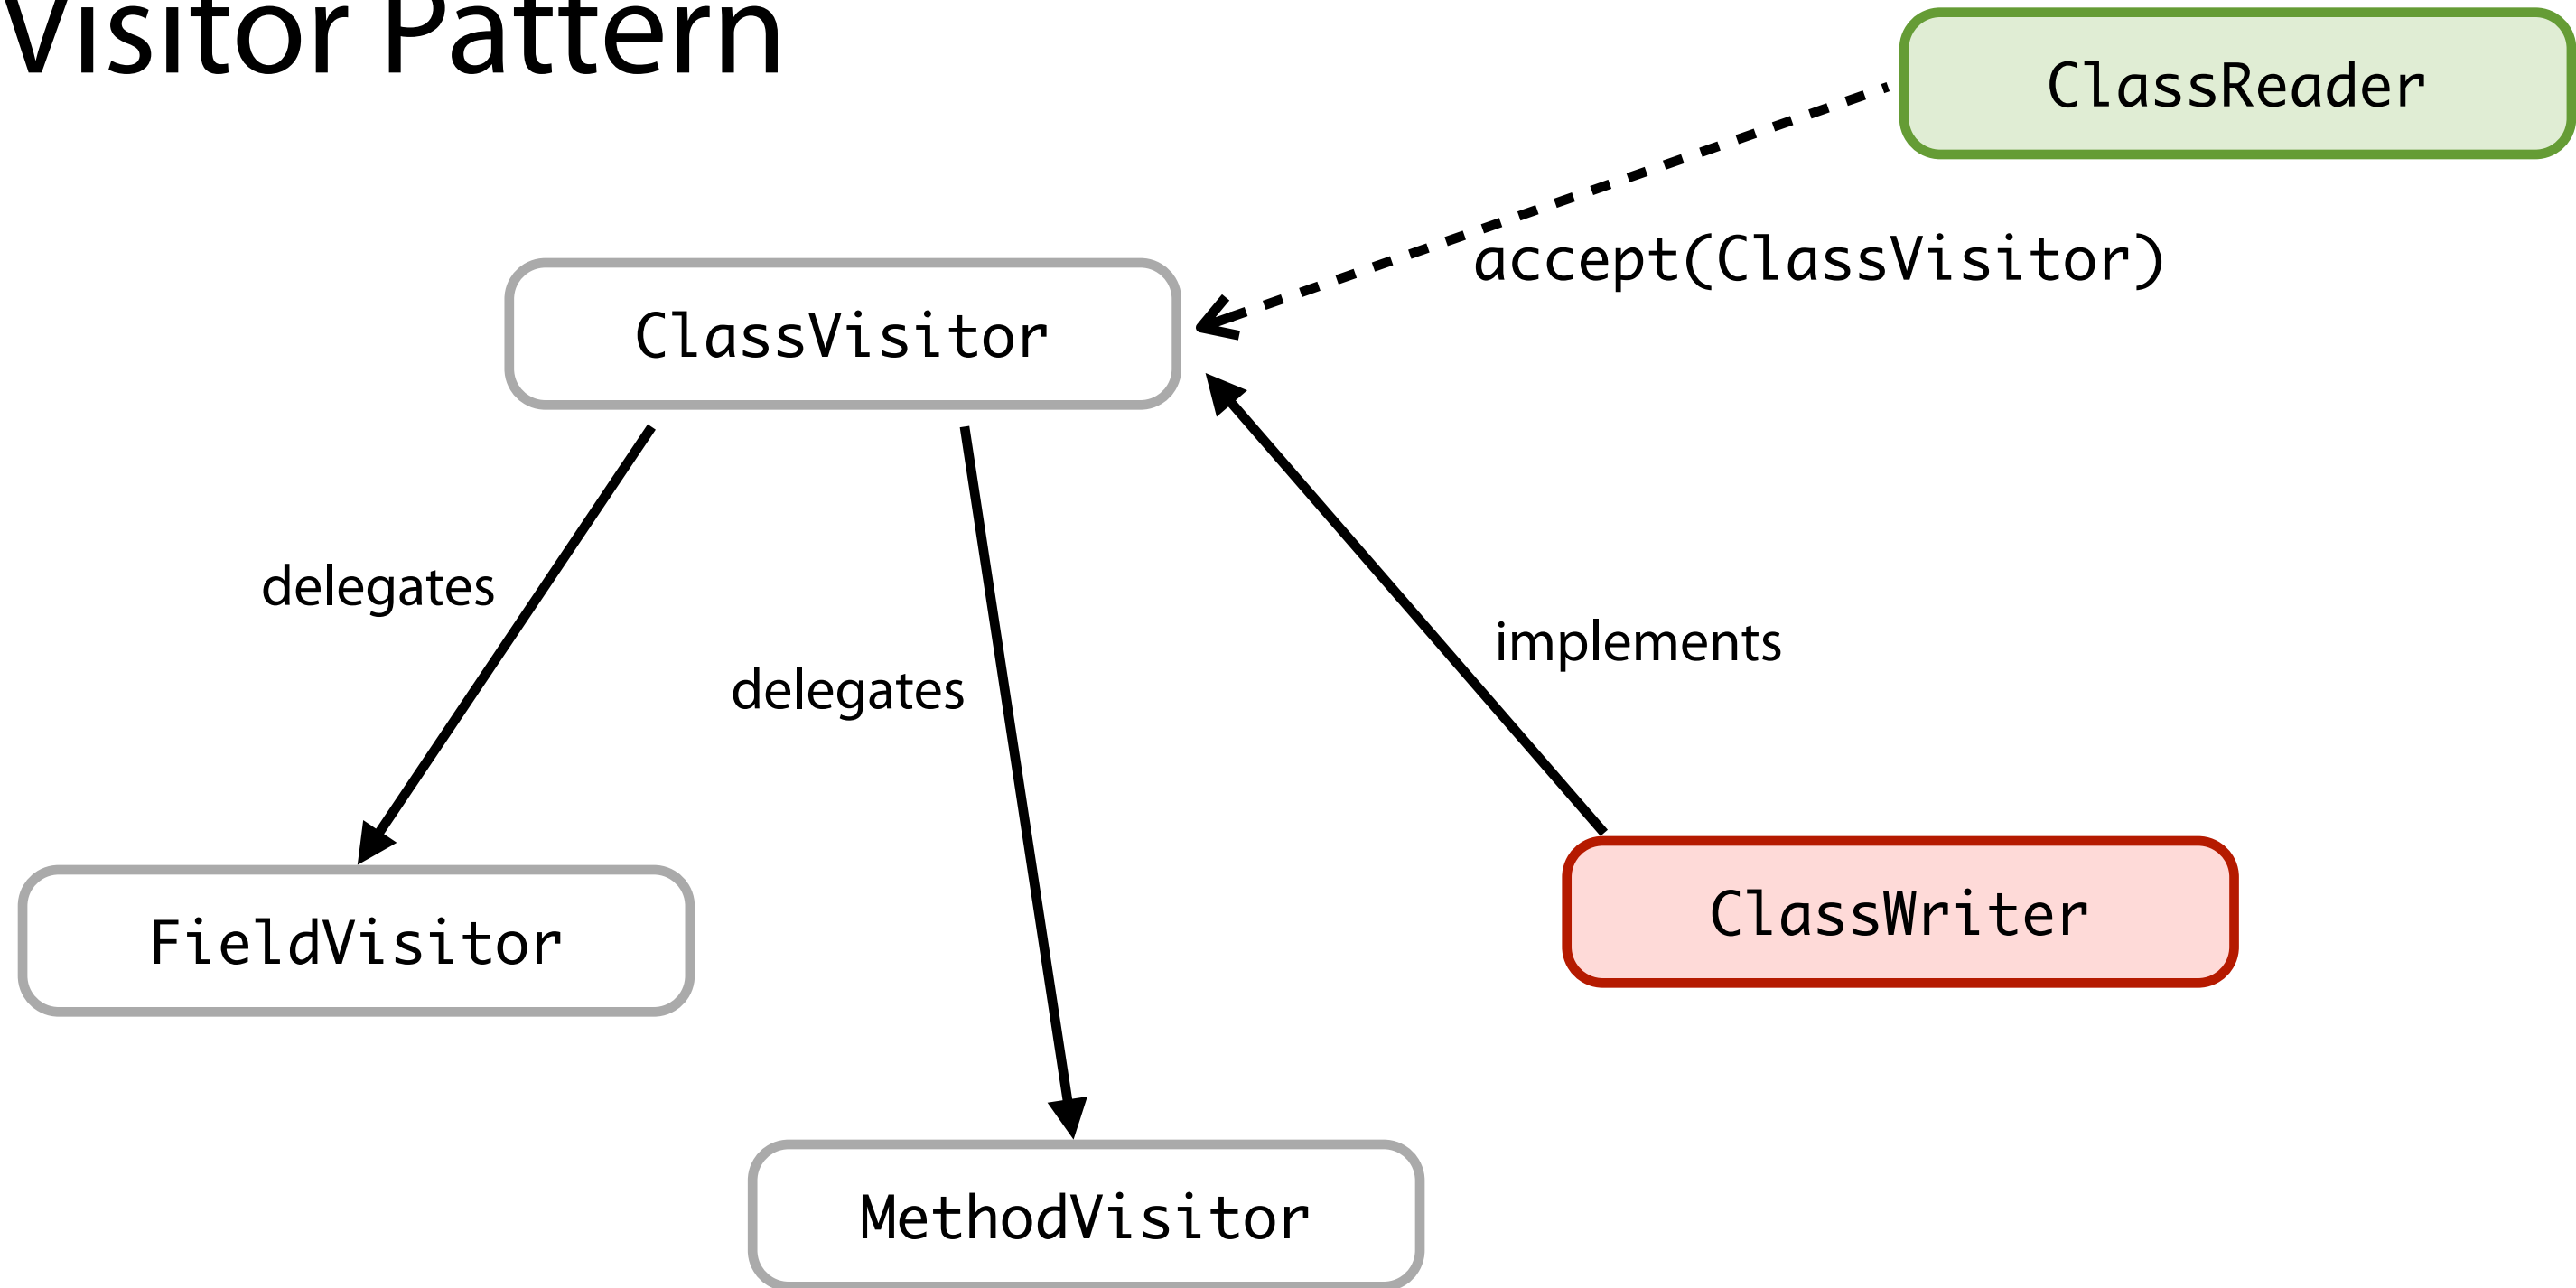 Visitor Pattern
ClassReader
accept(ClassVisitor)
ClassVisitor
delegates
implements
delegates
FieldVisitor
ClassWriter
MethodVisitor